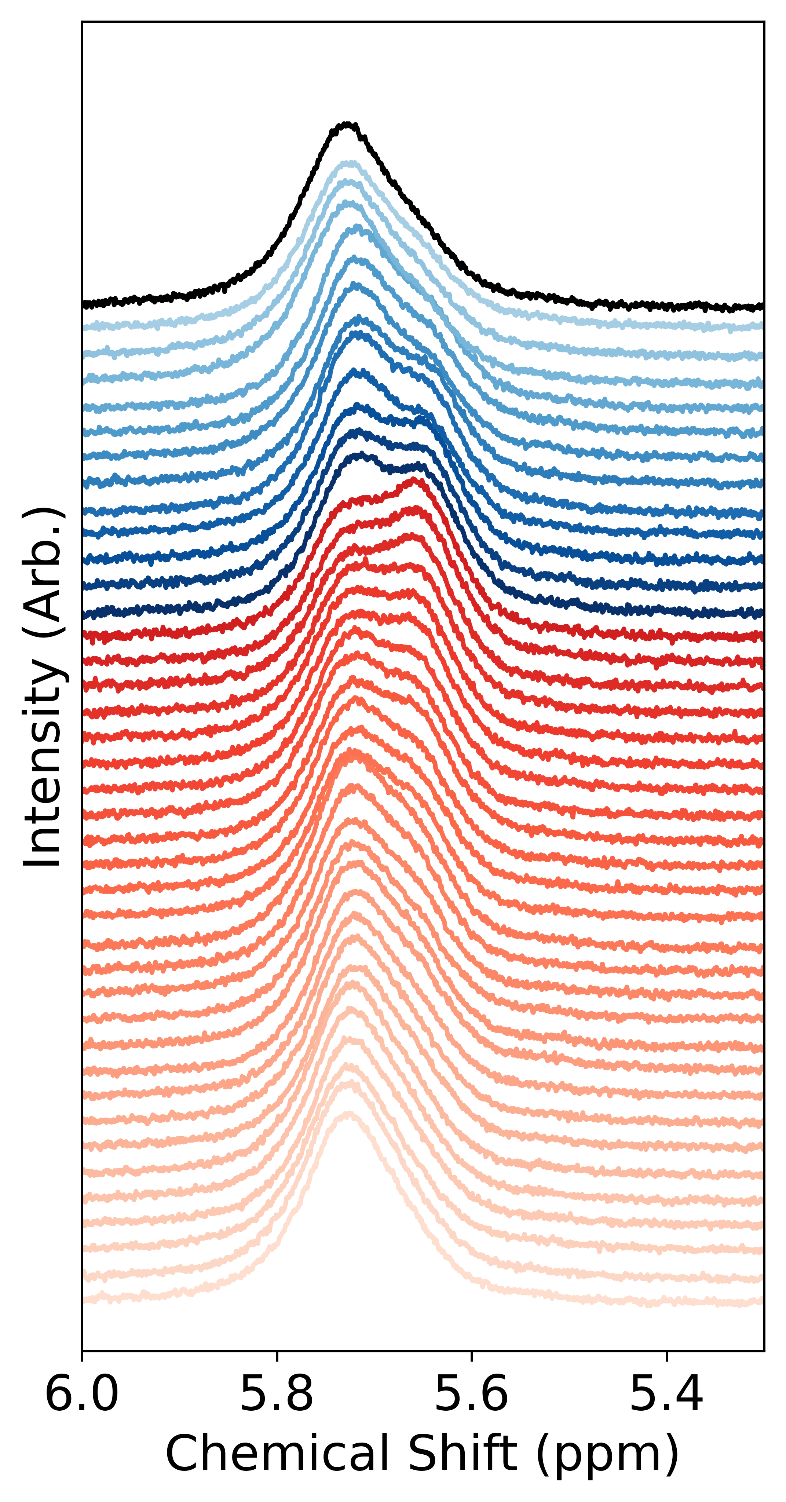 Intensity (Arb.)
6.0 5.8 5.6 5.4
Chemical Shift (ppm)